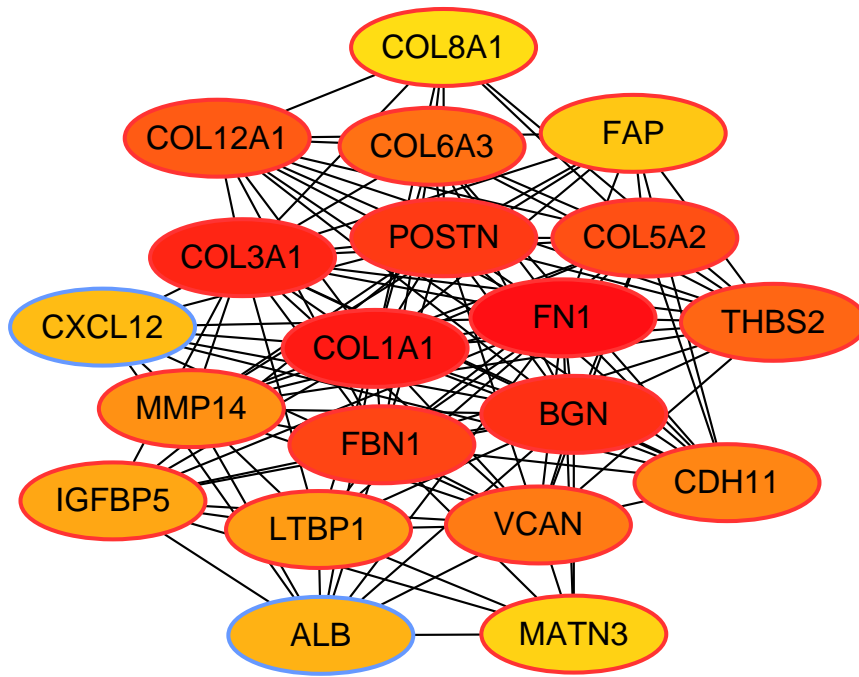 COL8A1
COL12A1
COL6A3
FAP
COL3A1
POSTN
COL5A2
CXCL12
COL1A1
FN1
THBS2
MMP14
FBN1
BGN
IGFBP5
LTBP1
VCAN
CDH11
ALB
MATN3